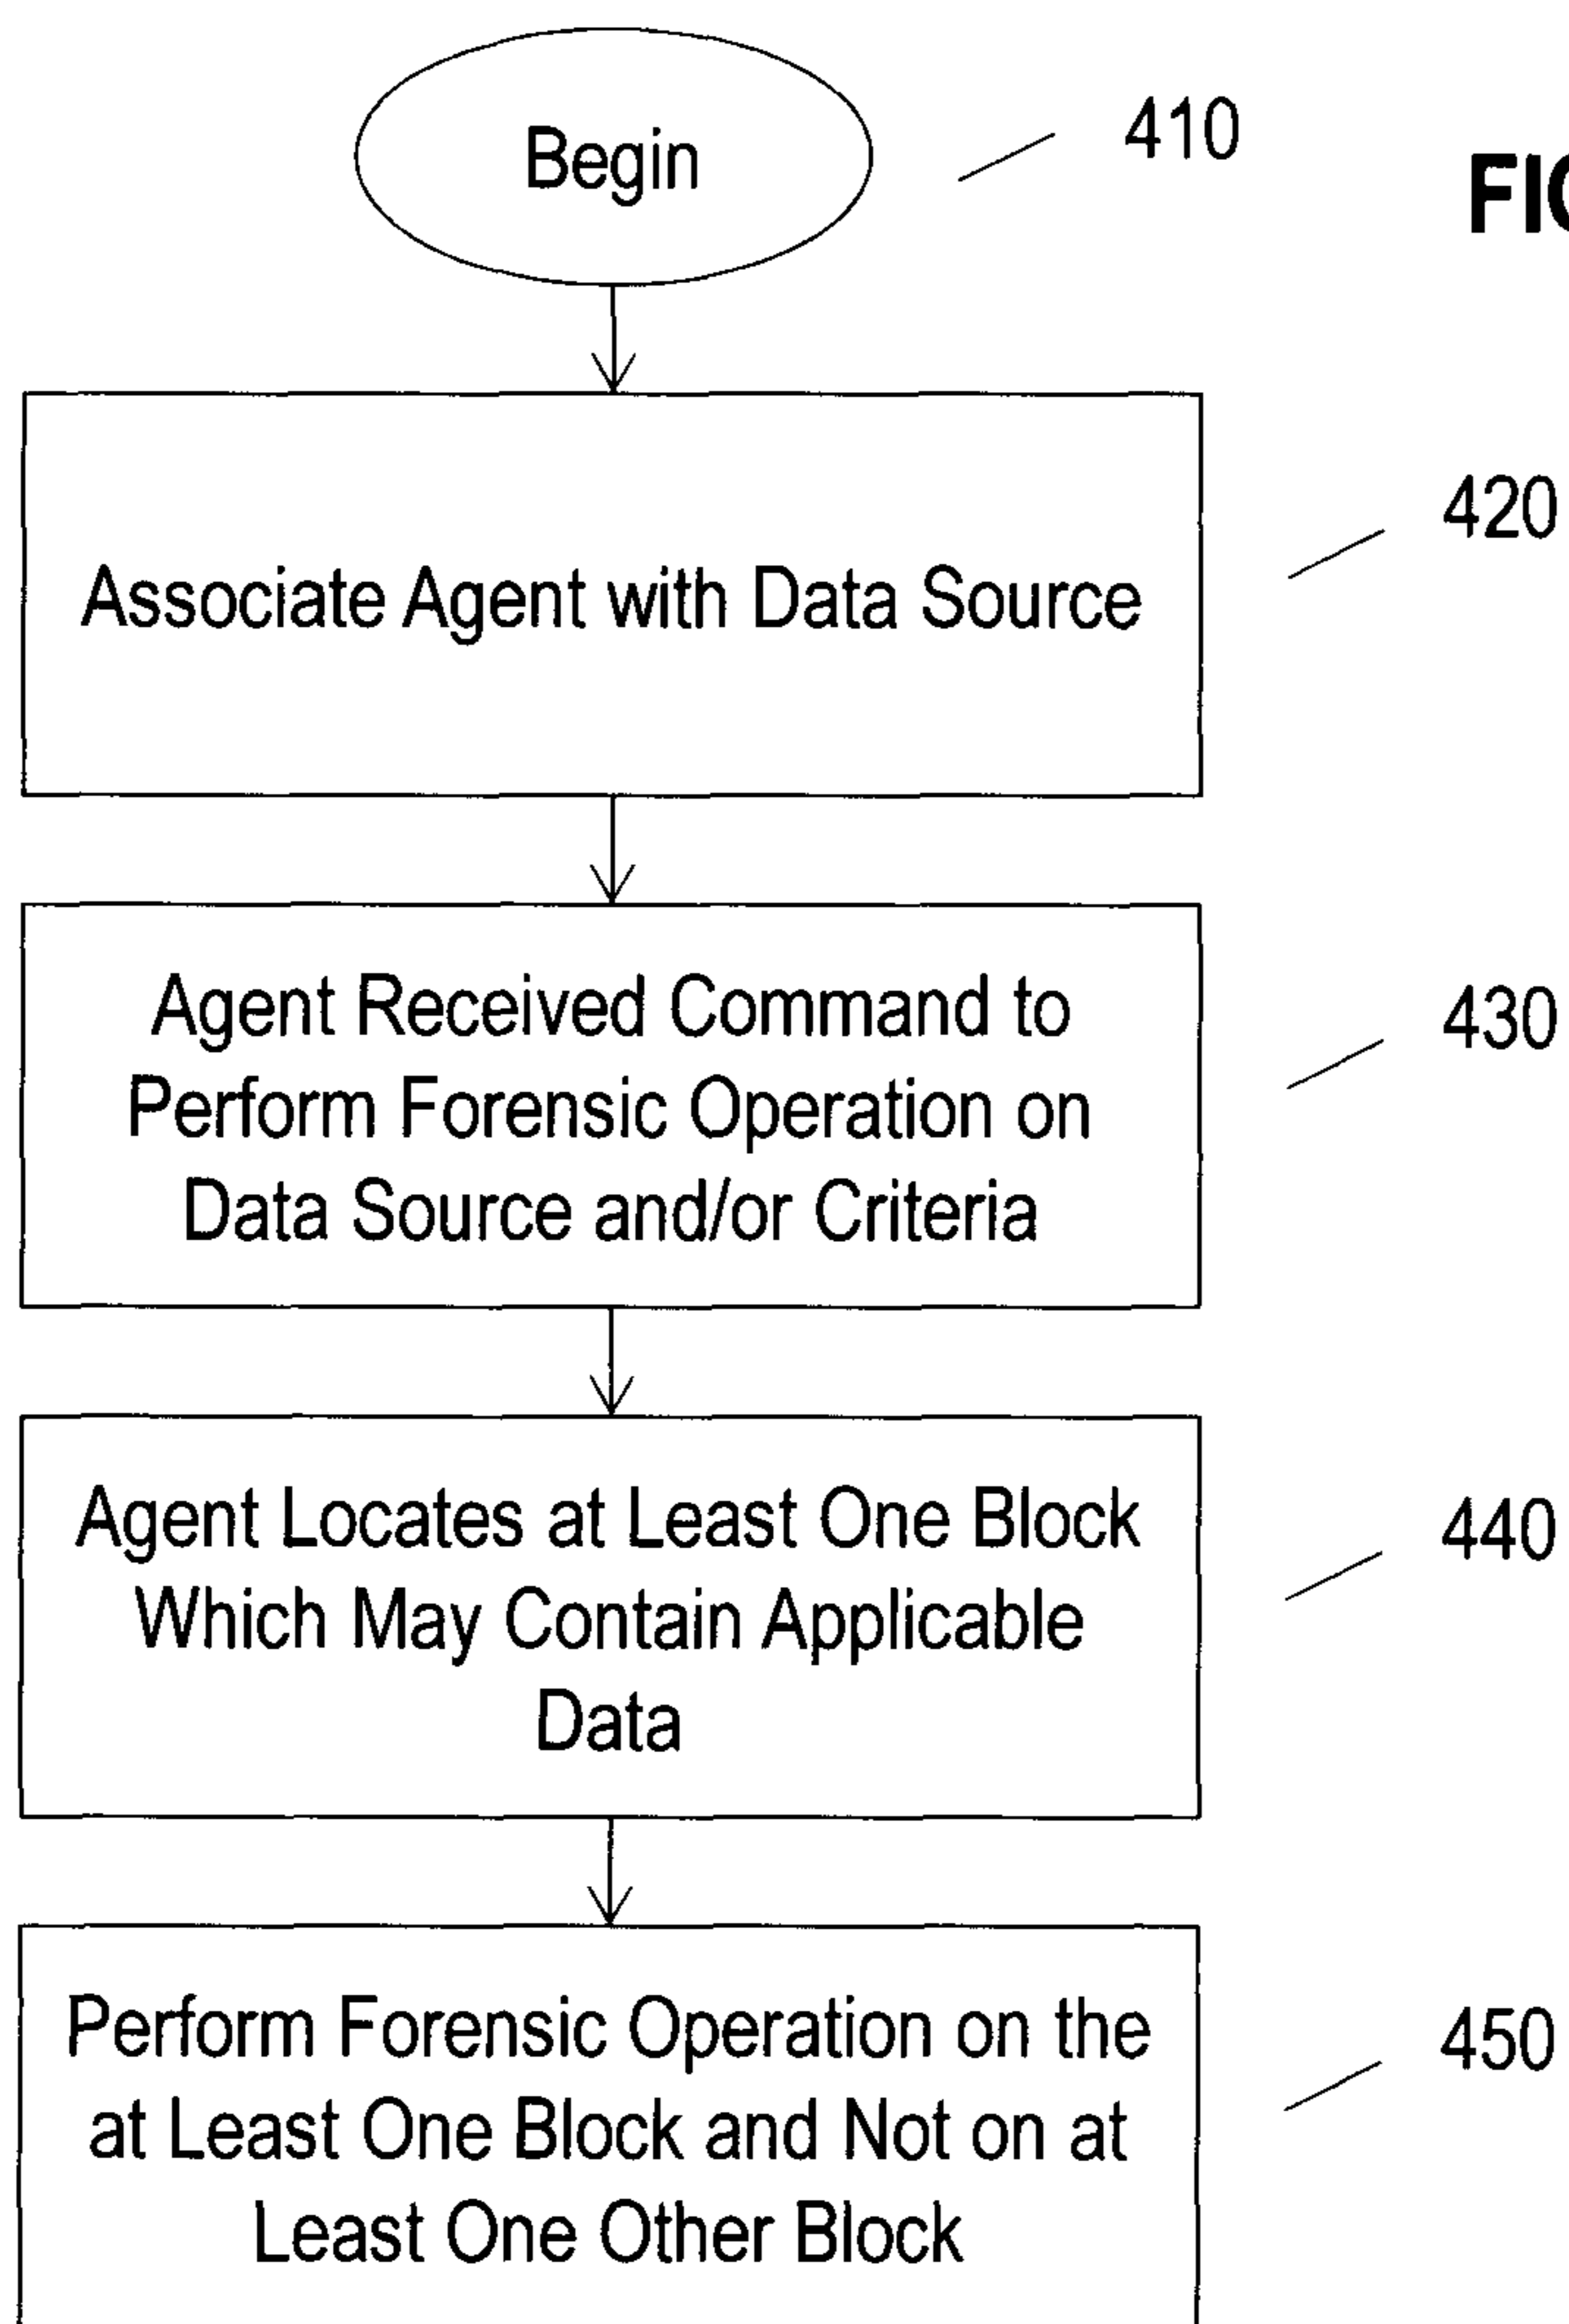 Begin
410
Associate Agent with Data Source
420
Agent Received Command to
Perform Forensic Operation on
Data Source and/or Criteria
430
Agent Locates at Least One Block
Which May Contain Applicable
Data
440
Perform Forensic Operation on the
at Least One Block and Not on at
Least One Other Block
450